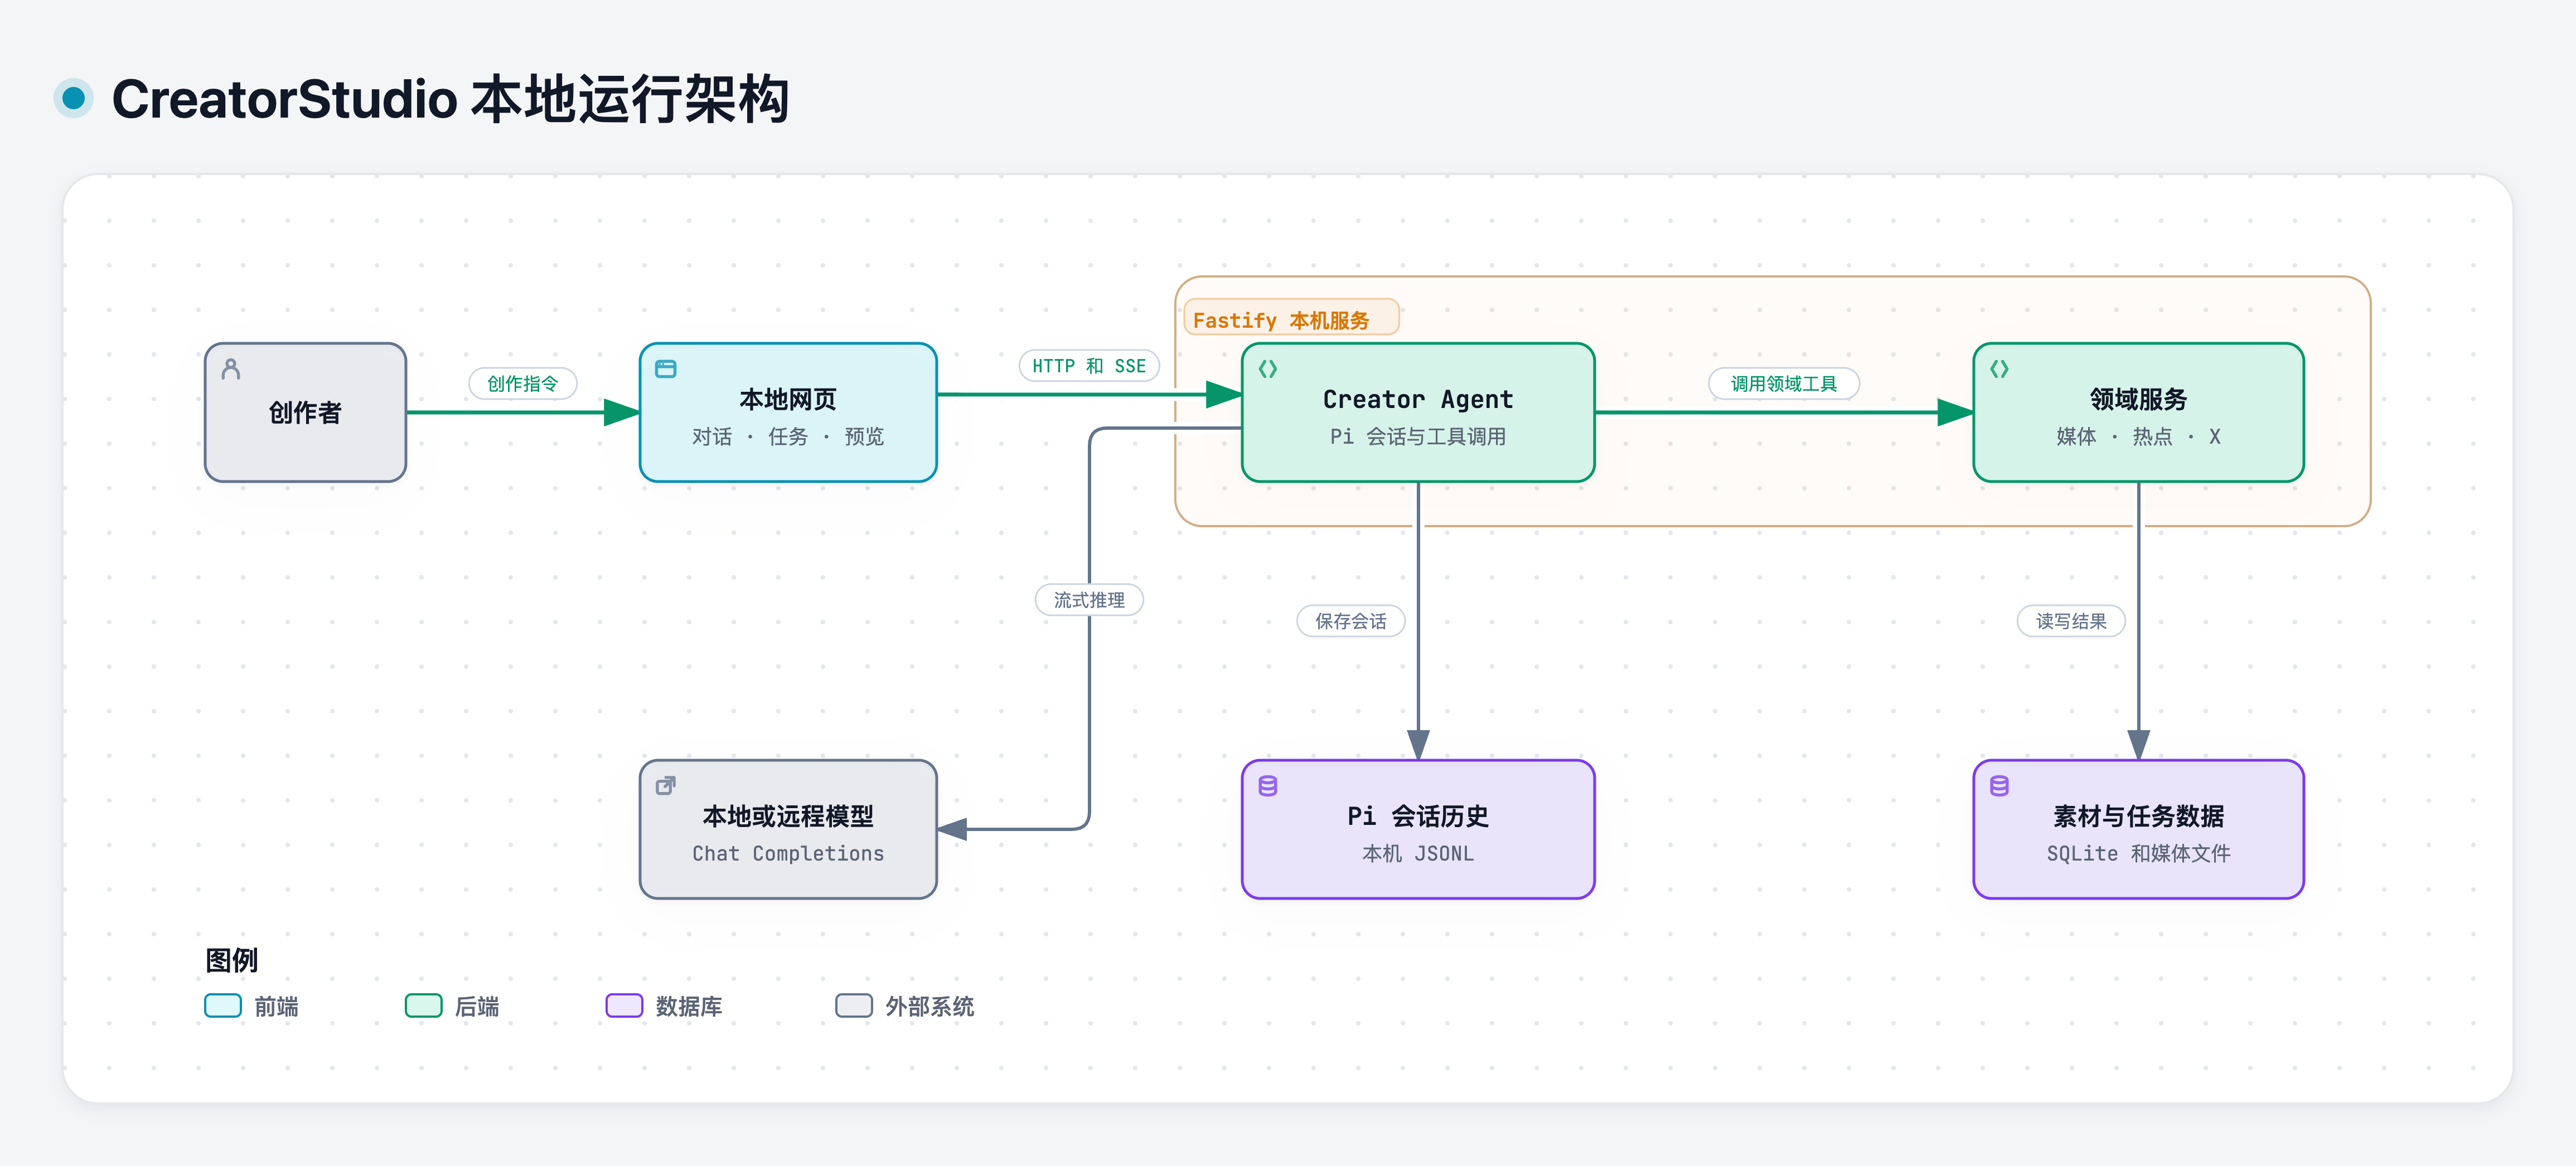 CreatorStudio 本地运行架构
Fastify 本机服务
创作者
创作指令
本地网页
对话 · 任务 · 预览
HTTP 和 SSE
Creator Agent
Pi 会话与工具调用
调用领域工具
领域服务
媒体 · 热点 · X
流式推理
保存会话
读写结果
本地或远程模型
Chat Completions
Pi 会话历史
本机 JSONL
素材与任务数据
SQLite 和媒体文件
图例
前端
后端
数据库
外部系统